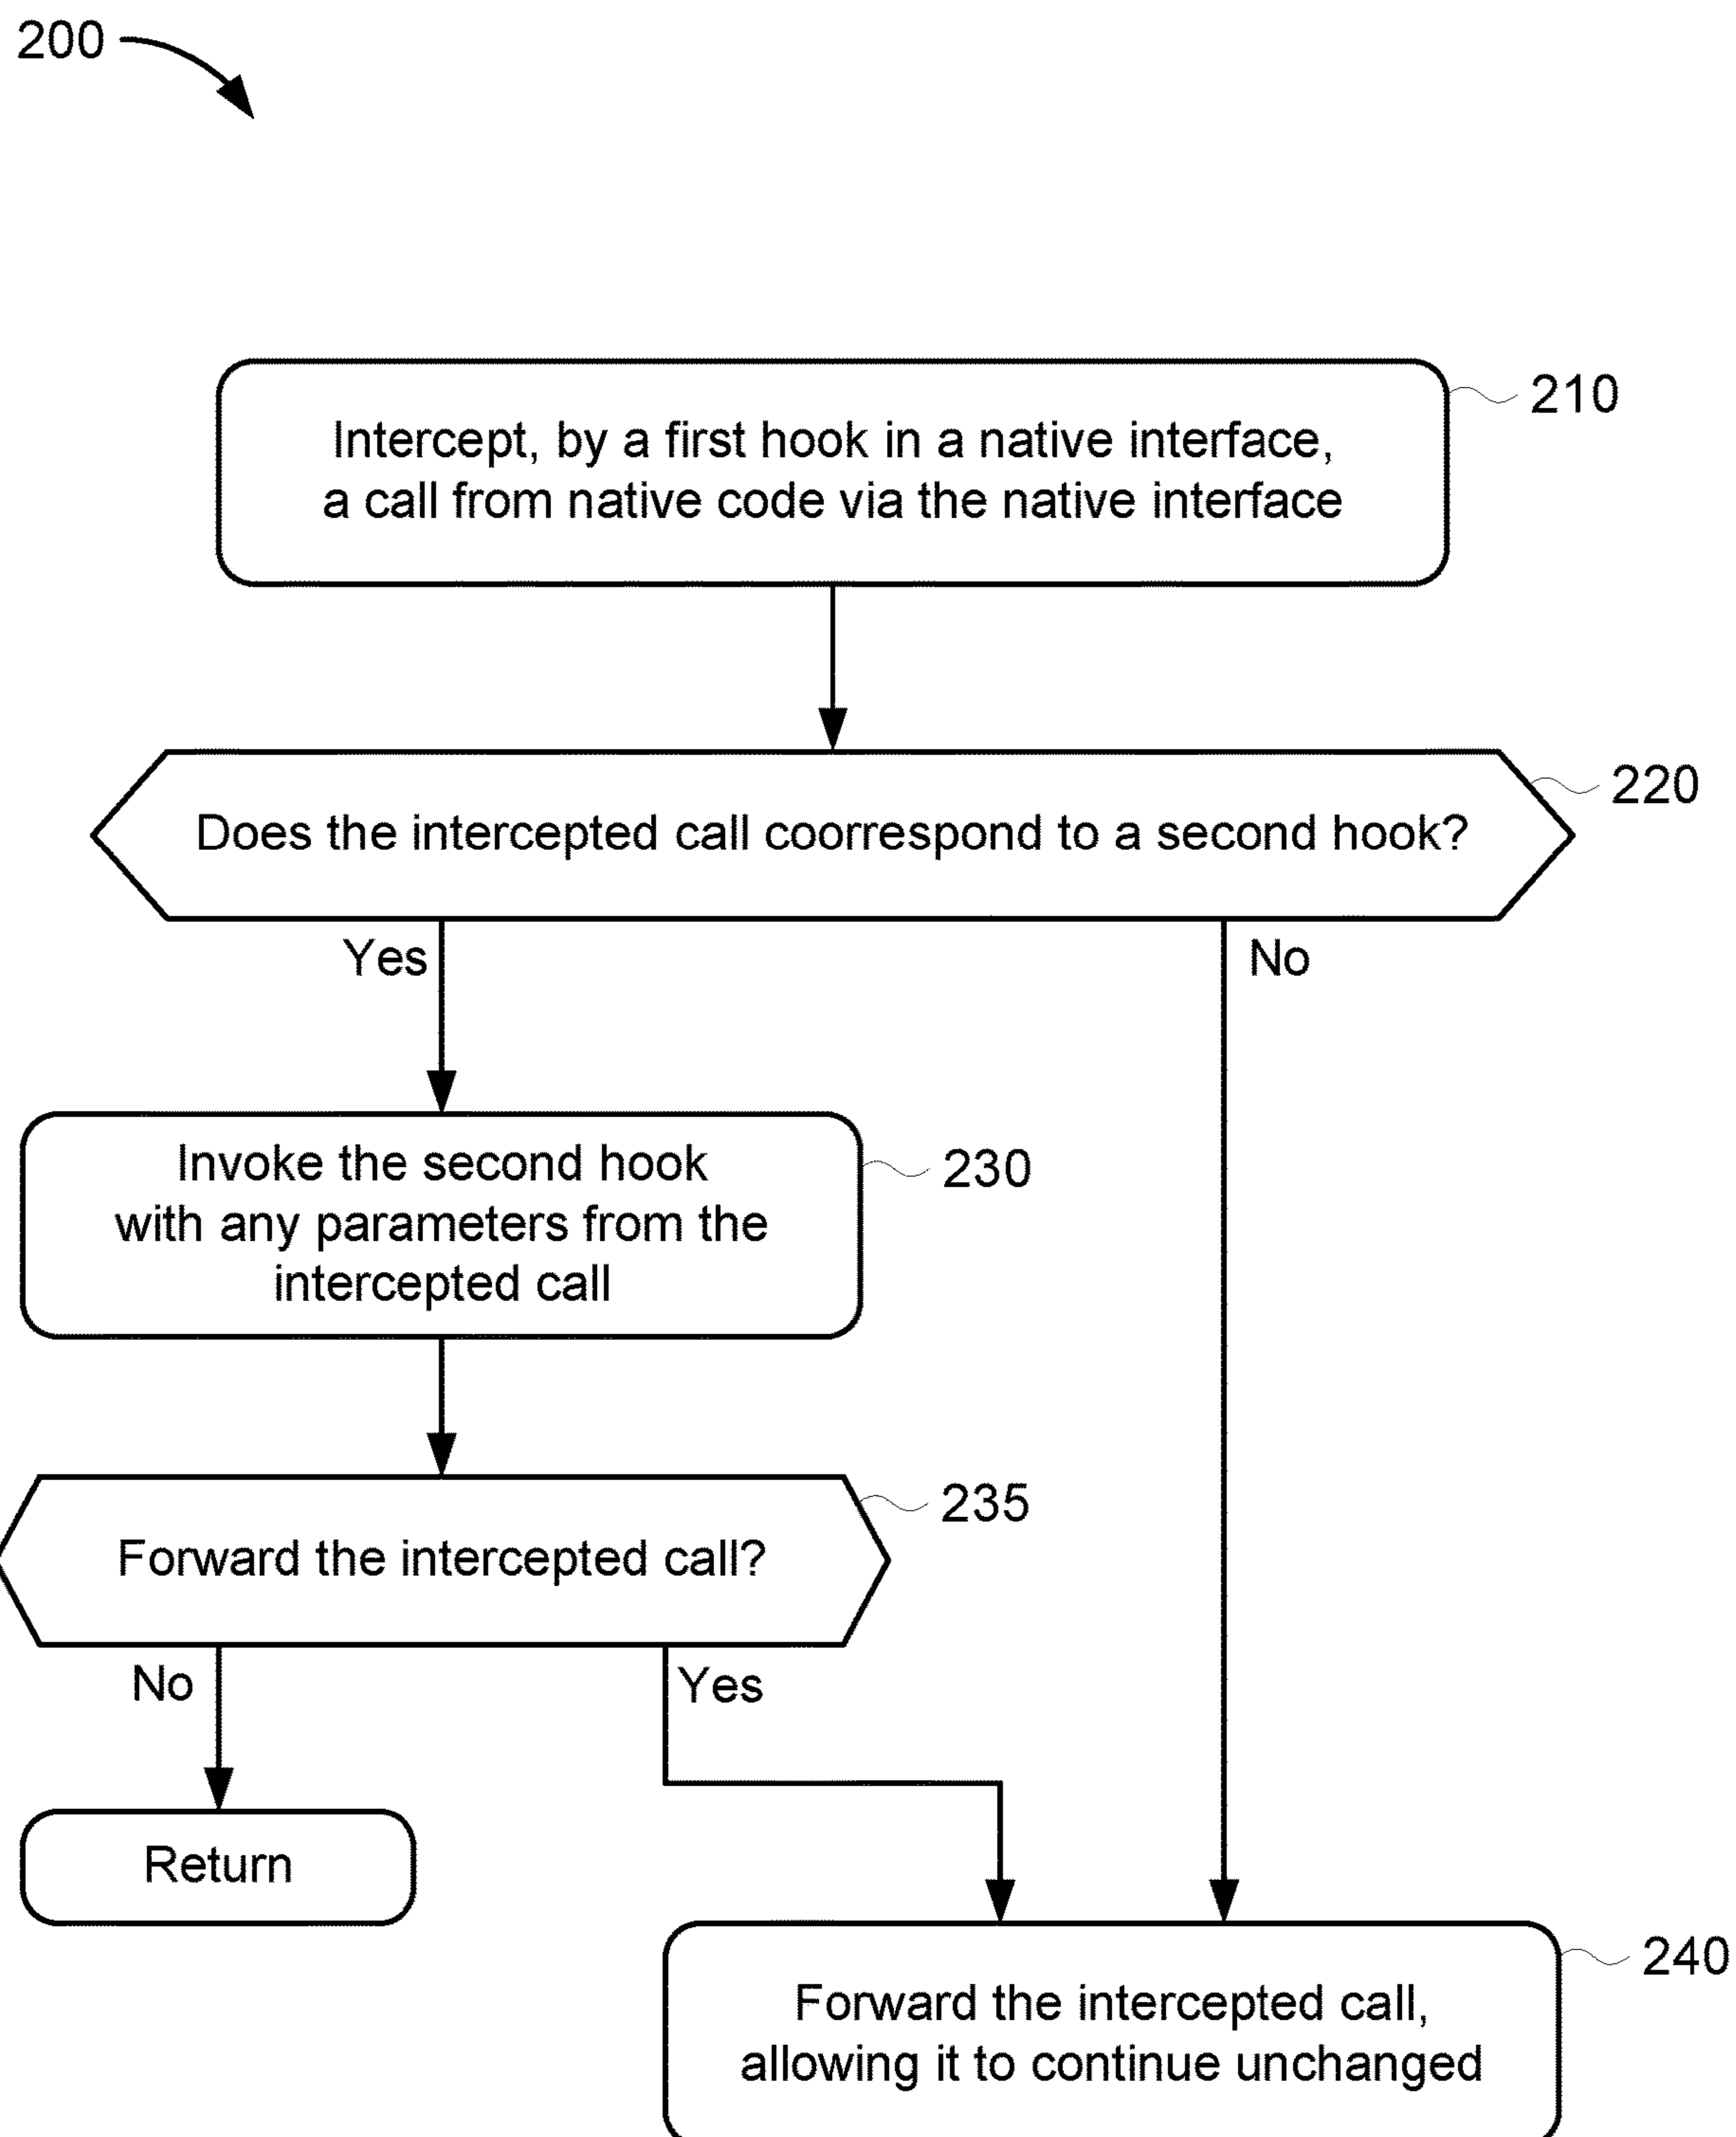 200
210
Intercept, by a first hook in a native interface,
a call from native code via the native interface
220
Does the intercepted call coorrespond to a second hook?
Yes
No
Invoke the second hook
with any parameters from the
intercepted call
230
235
Forward the intercepted call?
No
Yes
Return
240
Forward the intercepted call,
allowing it to continue unchanged